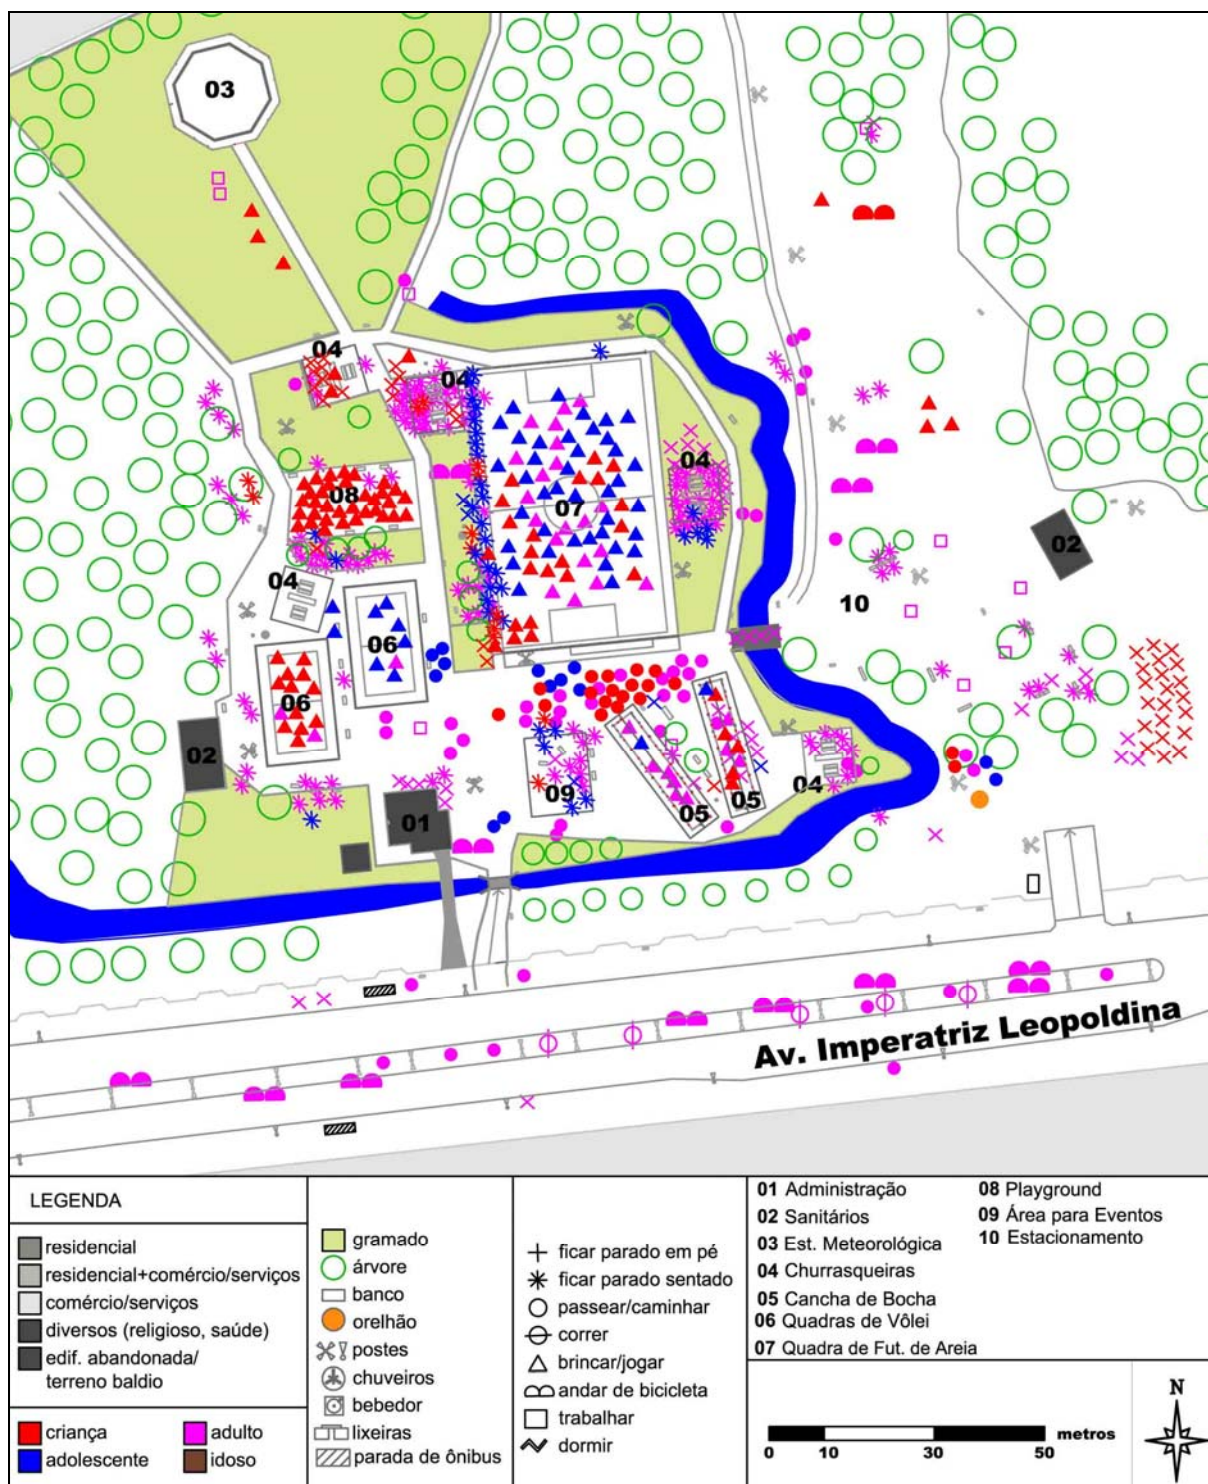 03
04
04
04
08
07
02
04
10
06
06
02
09
05
05
04
01
Av. Imperatriz Leopoldina
LEGENDA
residencial
residencial+comércio/serviços
comércio/serviços
diversos (religioso, saúde)
edif. abandonada/
terreno baldio
criança
adolescente
adulto
idoso
gramado
árvore
banco
orelhão
postes
chuveiros
bebedor
lixeiras
parada de ônibus
ficar parado em pé
ficar parado sentado
passear/caminhar
correr
brincar/jogar
andar de bicicleta
trabalhar
dormir
01 Administração
02 Sanitários
03 Est. Meteorológica
04 Churrasqueiras
05 Cancha de Bocha
06 Quadras de Vôlei
07 Quadra de Fut. de Areia
08 Playground
09 Área para Eventos
10 Estacionamento
metros
0 10 30 50
N